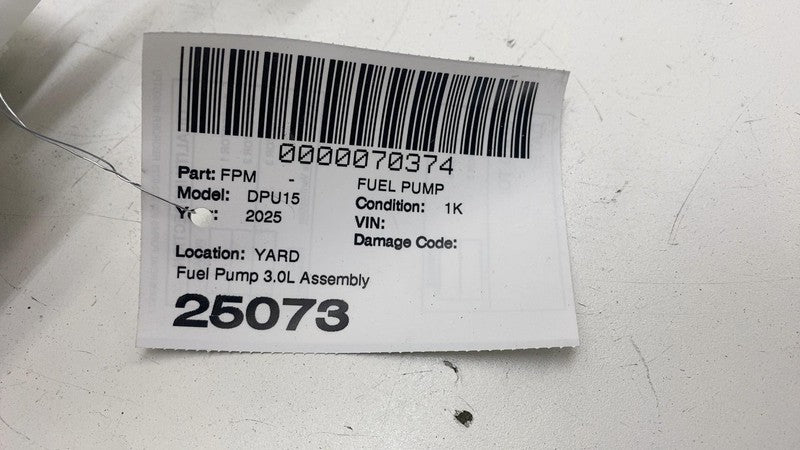 0000070374
Part: FPM - FUEL PUMP
Model: DPU15 Condition: 1K
2025 VIN:
Damage Code:
Location: YARD
Fuel Pump 3.0L Assembly
25073